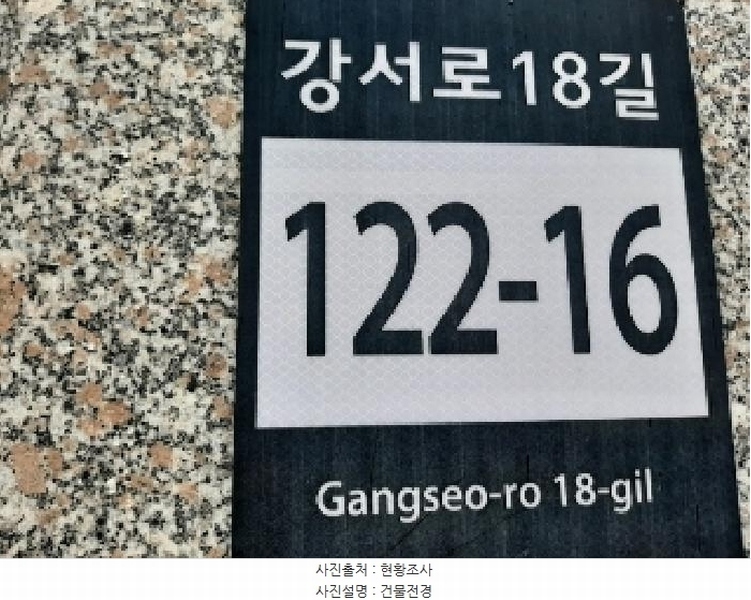 강서로18길
122-16
Gangseo-ro 18-gil
사진출처 : 현황조사
사진설명 : 건물전경